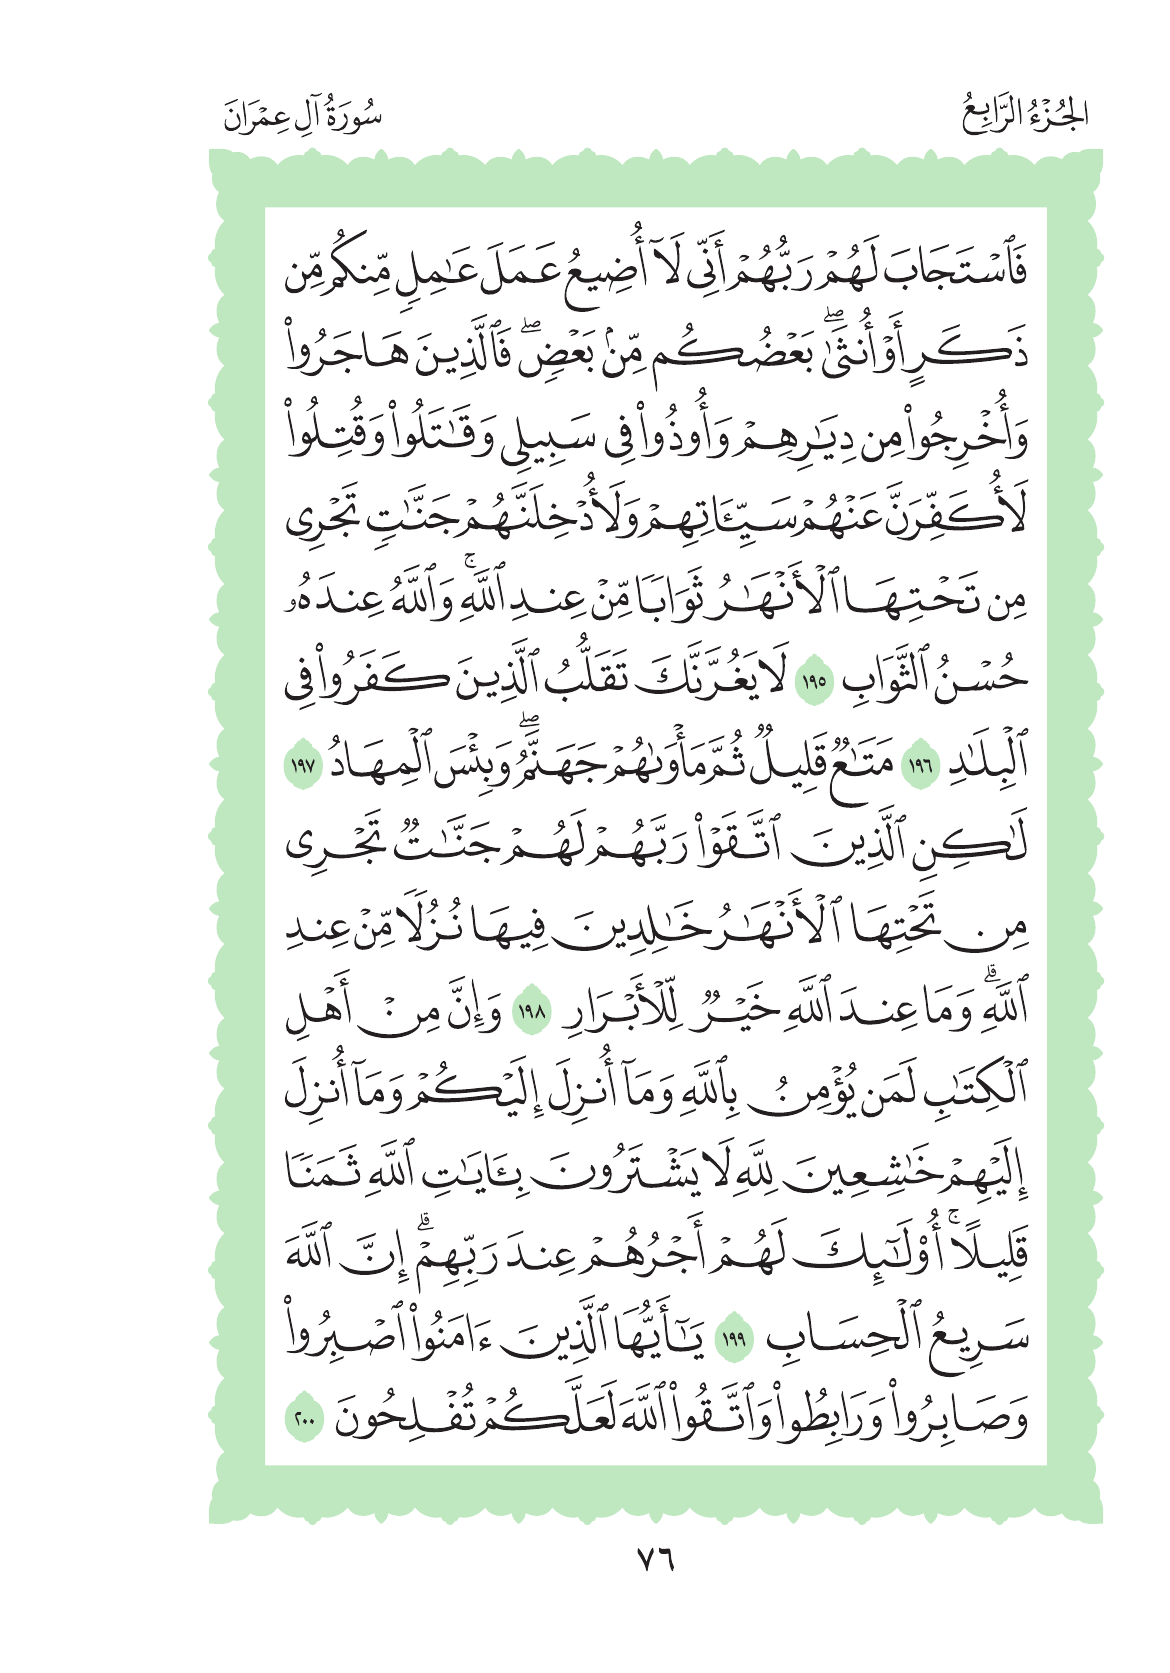 الجُزْءُ الرَّابِعُ
سُورَةُ آلِ عِمْرَانَ
فَٱسْتَجَابَ لَهُمْ رَبُّهُمْ أَنِّى لَآ أُضِيعُ عَمَلَ عَٰمِلٍ مِّنكُم مِّن
ذَكَرٍ أَوْ أُنثَىٰۖ بَعْضُكُم مِّنۢ بَعْضٍۖ فَٱلَّذِينَ هَاجَرُوا۟
وَأُخْرِجُوا۟ مِن دِيَٰرِهِمْ وَأُوذُوا۟ فِى سَبِيلِى وَقَٰتَلُوا۟ وَقُتِلُوا۟
لَأُكَفِّرَنَّ عَنْهُمْ سَيِّـَٔاتِهِمْ وَلَأُدْخِلَنَّهُمْ جَنَّٰتٍ تَجْرِى
مِن تَحْتِهَا ٱلْأَنْهَٰرُ ثَوَابًا مِّنْ عِندِ ٱللَّهِۚ وَٱللَّهُ عِندَهُۥ
حُسْنُ ٱلثَّوَابِ ١٩٥ لَا يَغُرَّنَّكَ تَقَلُّبُ ٱلَّذِينَ كَفَرُوا۟ فِى
ٱلْبِلَٰدِ ١٩٦ مَتَٰعٌ قَلِيلٌ ثُمَّ مَأْوَىٰهُمْ جَهَنَّمُۖ وَبِئْسَ ٱلْمِهَادُ ١٩٧
لَٰكِنِ ٱلَّذِينَ ٱتَّقَوْا۟ رَبَّهُمْ لَهُمْ جَنَّٰتٌ تَجْرِى
مِن تَحْتِهَا ٱلْأَنْهَٰرُ خَٰلِدِينَ فِيهَا نُزُلًا مِّنْ عِندِ
ٱللَّهِۗ وَمَا عِندَ ٱللَّهِ خَيْرٌ لِّلْأَبْرَارِ ١٩٨ وَإِنَّ مِنْ أَهْلِ
ٱلْكِتَٰبِ لَمَن يُؤْمِنُ بِٱللَّهِ وَمَآ أُنزِلَ إِلَيْكُمْ وَمَآ أُنزِلَ
إِلَيْهِمْ خَٰشِعِينَ لِلَّهِ لَا يَشْتَرُونَ بِـَٔايَٰتِ ٱللَّهِ ثَمَنًا
قَلِيلًاۚ أُو۟لَٰٓئِكَ لَهُمْ أَجْرُهُمْ عِندَ رَبِّهِمْۗ إِنَّ ٱللَّهَ
سَرِيعُ ٱلْحِسَابِ ١٩٩ يَٰٓأَيُّهَا ٱلَّذِينَ ءَامَنُوا۟ ٱصْبِرُوا۟
وَصَابِرُوا۟ وَرَابِطُوا۟ وَٱتَّقُوا۟ ٱللَّهَ لَعَلَّكُمْ تُفْلِحُونَ ٢٠٠
٧٦